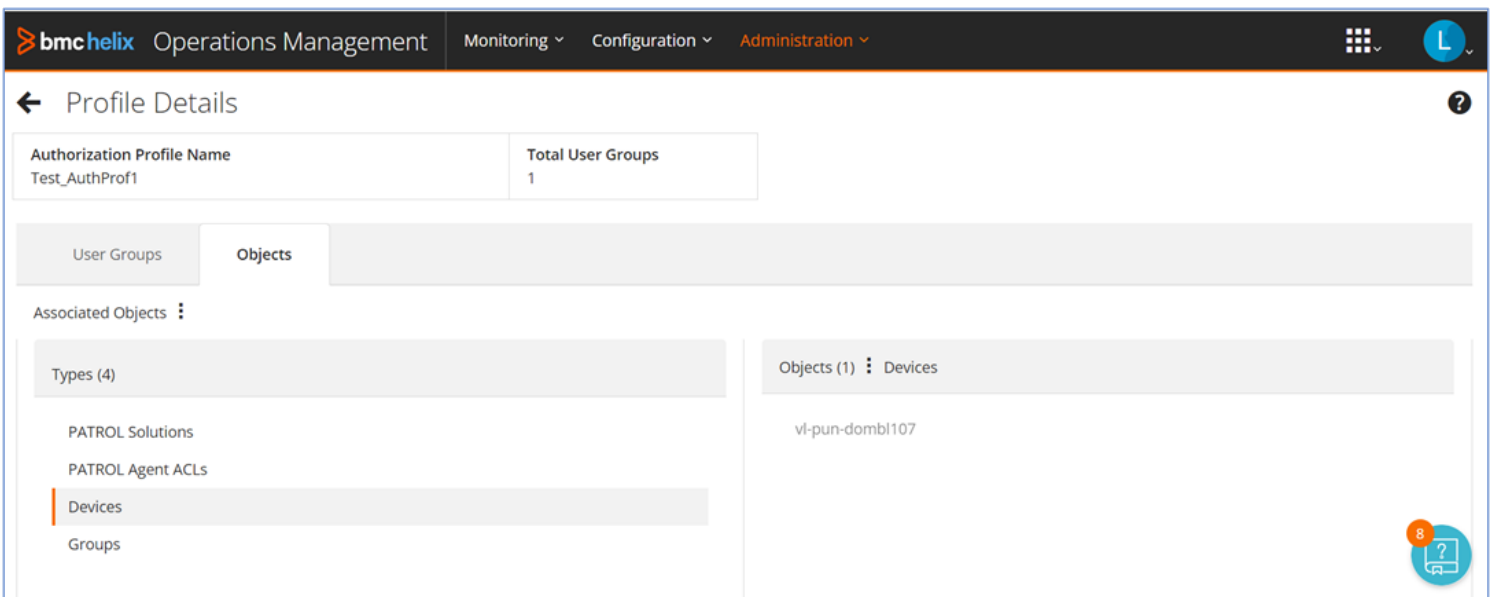 bmc helix Operations Management Monitoring Configuration Administration L
Profile Details
Authorization Profile Name Total User Groups
Test_AuthProf1 1
User Groups Objects
Associated Objects
Types (4)
Objects (1) Devices
PATROL Solutions
PATROL Agent ACLs
Devices
Groups
vl-pun-dombl107
8